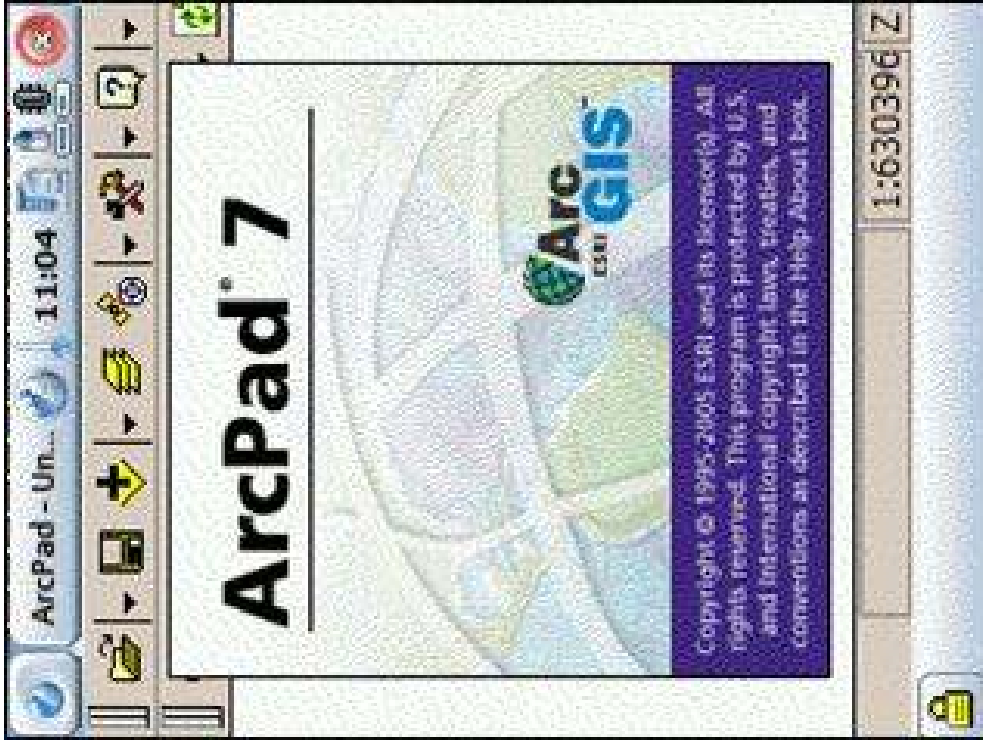 ArcPad - Un... 11:04
ArcPad® 7
Arc
ESRI GIS™
Copyright © 1995-2005 ESRI and its licensor(s). All
rights reserved. This program is protected by U.S.
and International copyright laws, treaties, and
conventions as described in the Help About box.
1:630396 Z